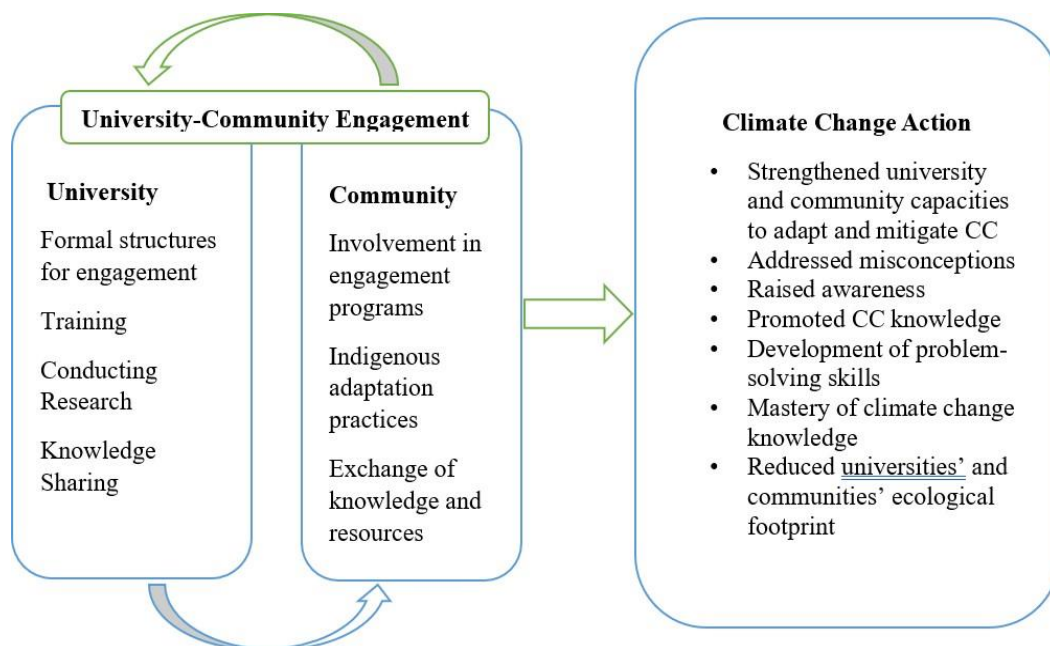 University-Community Engagement
University
Formal structures
for engagement
Training
Conducting
Research
Knowledge
Sharing
Community
Involvement in
engagement
programs
Indigenous
adaptation
practices
Exchange of
knowledge and
resources
Climate Change Action
• Strengthened university
and community capacities
to adapt and mitigate CC
• Addressed misconceptions
• Raised awareness
• Promoted CC knowledge
• Development of problem-
solving skills
• Mastery of climate change
knowledge
• Reduced universities’ and
communities’ ecological
footprint